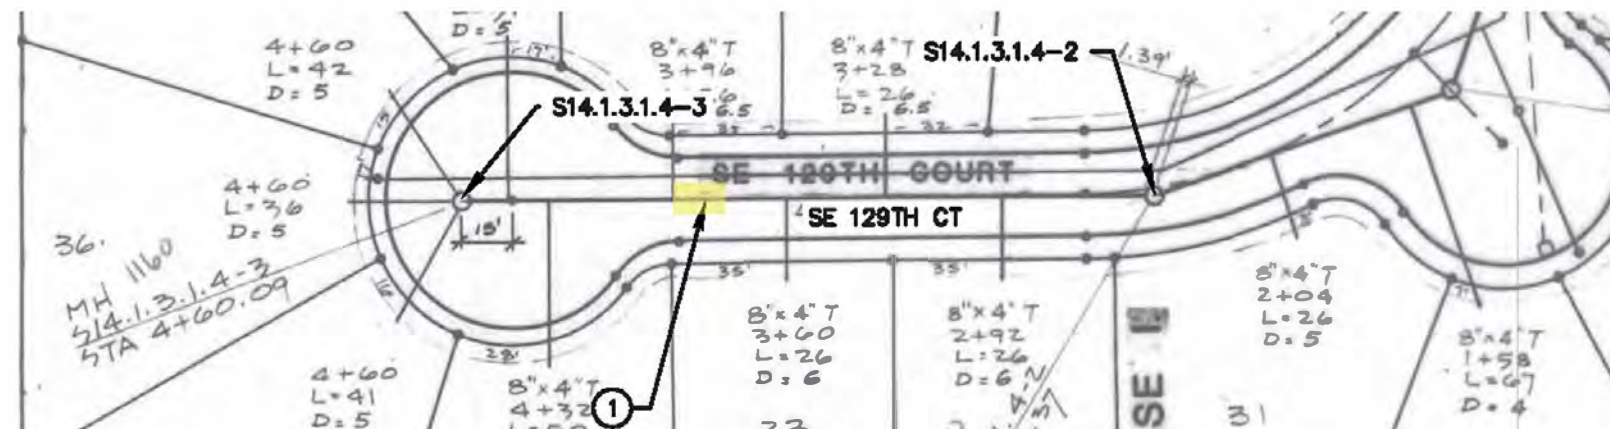 4+60
L=42
D=5
D=5
17'
8"x4"T
3+96
6.5
8"x4"T
3+28
L=26
D=6.5
S14.1.3.1.4-2
1.39'
S14.1.3.1.4-3
32'
SE 129TH COURT
SE 129TH CT
4+60
L=36
D=5
15'
36.
MH 1160
S14.1.3.1.4-3
STA 4+60.09
16'
28'
35'
35'
8"x4"T
3+60
L=26
D=6
8"x4"T
2+92
L=26
D=6
8"x4"T
2+04
L=26
D=5
8"x4"T
1+58
L=67
D=4
4+60
L=41
D=5
8"x4"T
4+32
1
SE
31